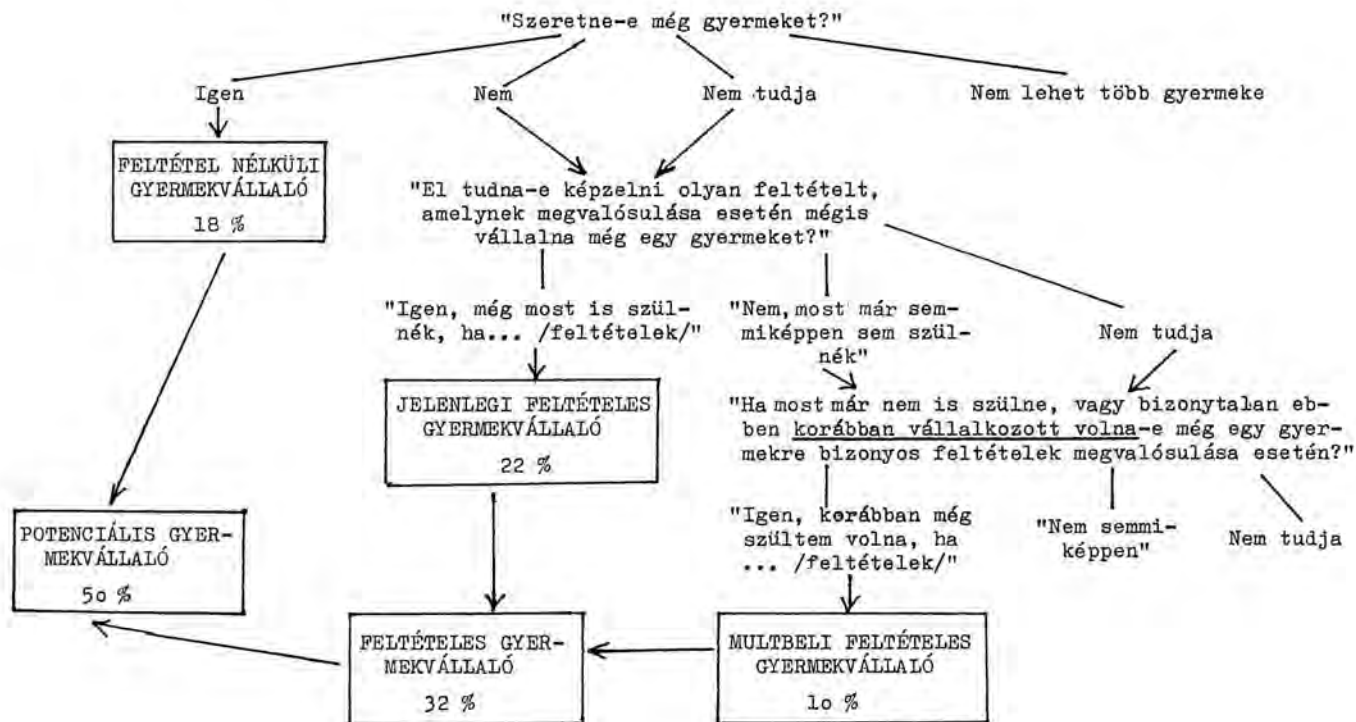 "Szeretne-e még gyermeket?"
Igen
Nem
Nem tudja
Nem lehet több gyermeke
FELTÉTEL NÉLKÜLI
GYERMEKVÁLLALÓ
18 %
"El tudna-e képzelni olyan feltételt,
amelynek megvalósulása esetén mégis
vállalna még egy gyermeket?"
"Igen, még most is szül-
nék, ha... /feltételek/"
"Nem, most már sem-
miképpen sem szül-
nék"
Nem tudja
JELENLEGI FELTÉTELES
GYERMEKVÁLLALÓ
22 %
"Ha most már nem is szülne, vagy bizonytalan eb-
ben korábban vállalkozott volna-e még egy gyer-
mekre bizonyos feltételek megvalósulása esetén?"
"Igen, korábban még
szültem volna, ha
... /feltételek/"
"Nem semmi-
képpen"
Nem tudja
POTENCIÁLIS GYER-
MEKVÁLLALÓ
5o %
FELTÉTELES GYER-
MEKVÁLLALÓ
32 %
MULTBELI FELTÉTELES
GYERMEKVÁLLALÓ
lo %